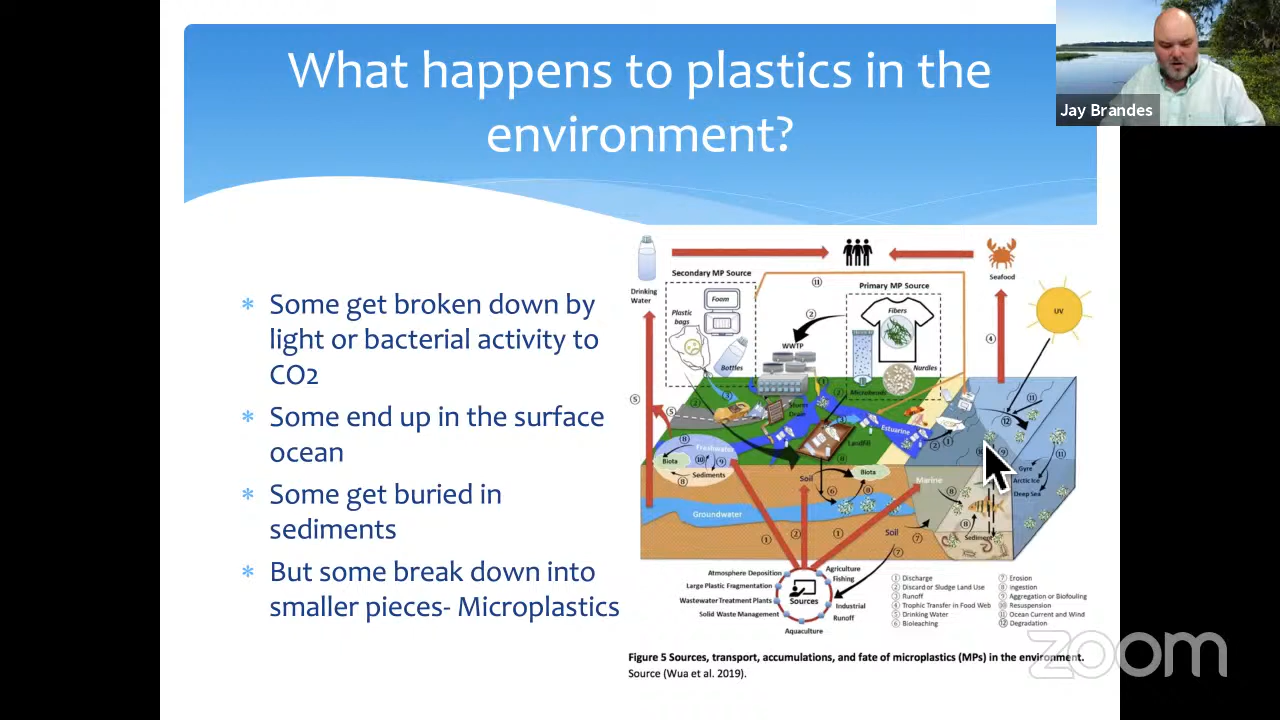 What happens to plastics in the
environment?
Jay Brandes
Some get broken down by
light or bacterial activity to
CO2
Some end up in the surface
ocean
Some get buried in
sediments
But some break down into
smaller pieces- Microplastics
Drinking
Water
Seafood
Secondary MP Source
Foam
Plastic
bags
Bottles
Primary MP Source
Fibers
Nurdles
Microbeads
WWTP
UV
Storm
Drain
Landfill
Estuarine
Freshwater
Biota
Sediments
Soil
Biota
Groundwater
Marine
Gyre
Arctic Ice
Deep Sea
Sediment
Soil
Sources
Atmosphere Deposition
Large Plastic Fragmentation
Wastewater Treatment Plants
Solid Waste Management
Aquaculture
Agriculture
Fishing
Industrial
Runoff
① Discharge
② Discard or Sludge Land Use
③ Runoff
④ Trophic Transfer in Food Web
⑤ Drinking Water
⑥ Bioleaching
⑦ Erosion
⑧ Ingestion
⑨ Aggregation or Biofouling
⑩ Resuspension
⑪ Ocean Current and Wind
⑫ Degradation
Figure 5 Sources, transport, accumulations, and fate of microplastics (MPs) in the environment.
Source (Wua et al. 2019).
zoom